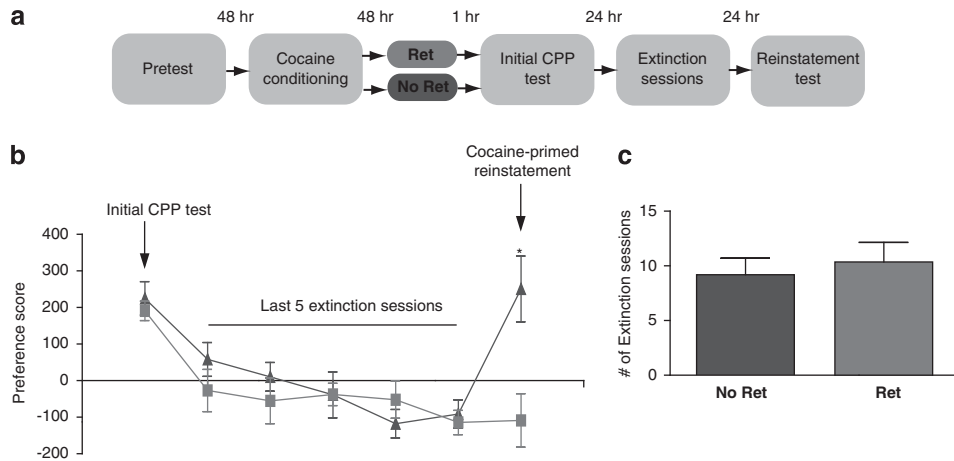 a
48 hr 48 hr 1 hr 24 hr 24 hr
Pretest
Cocaine
conditioning
Ret
No Ret
Initial CPP
test
Extinction
sessions
Reinstatement
test
b
Cocaine-primed
reinstatement
Initial CPP test
Last 5 extinction sessions
*
Preference score
400
300
200
100
0
-100
-200
c
# of Extinction sessions
15
10
5
0
No Ret Ret